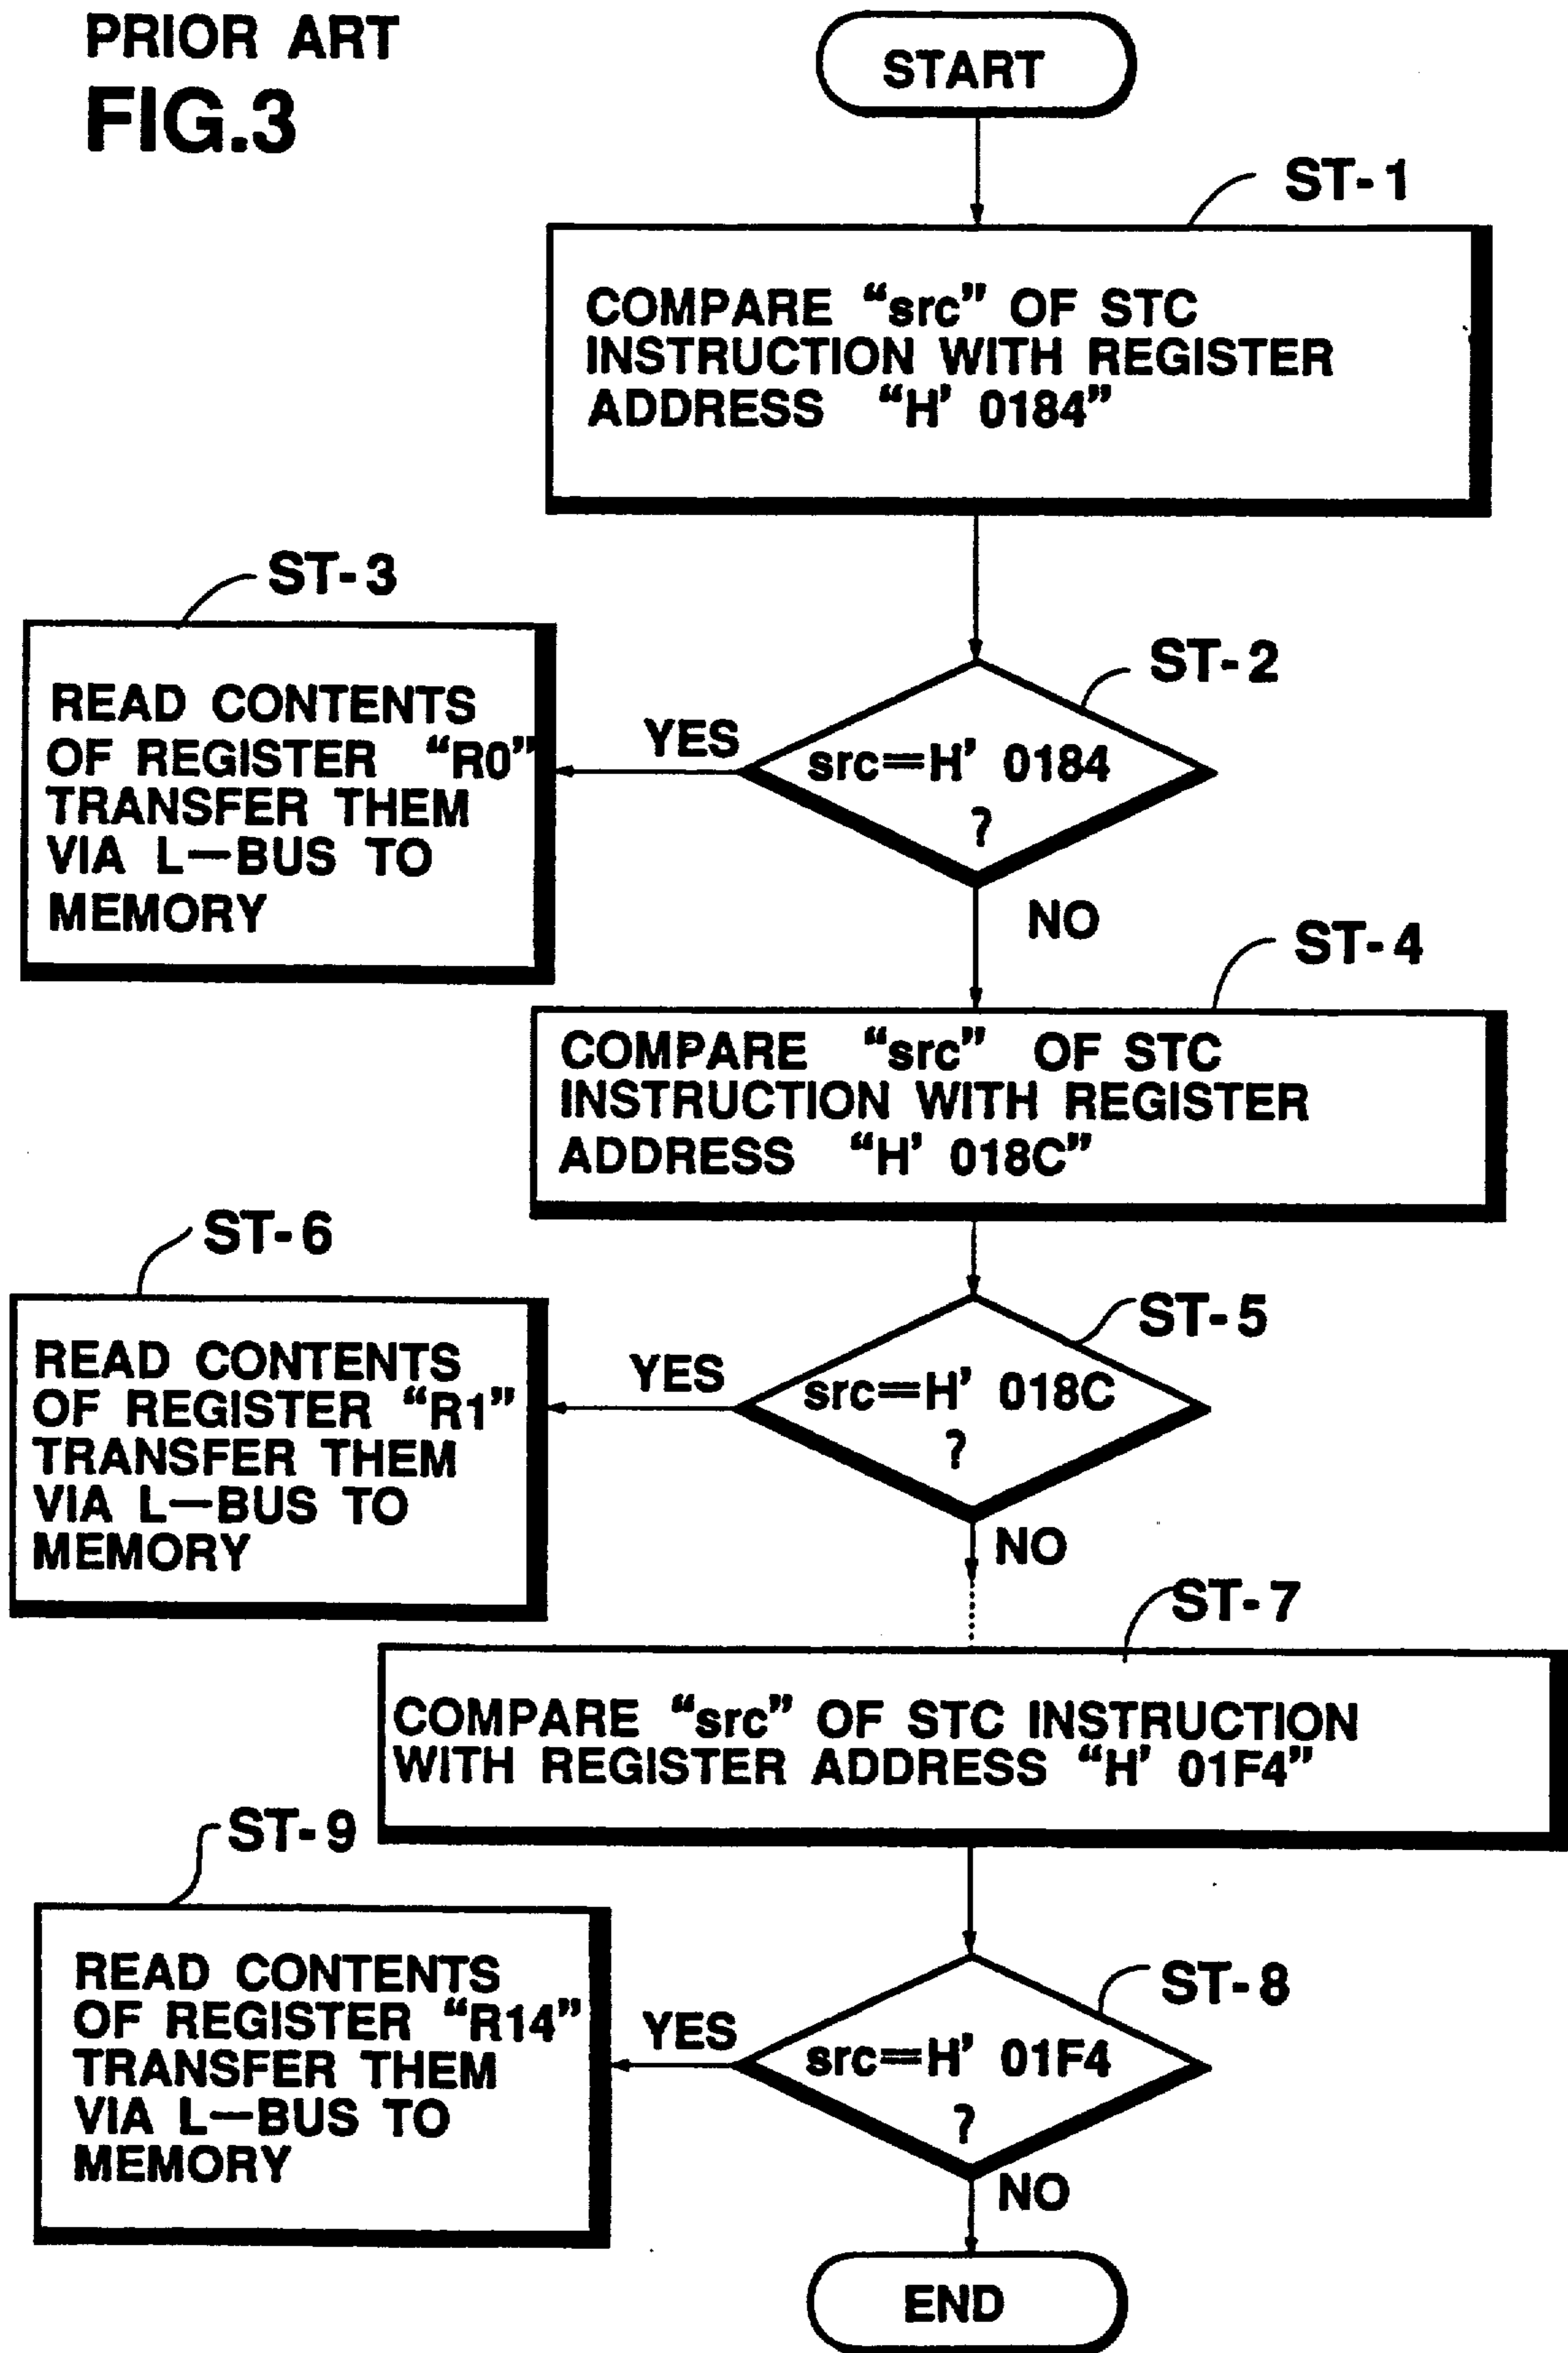 PRIOR ART
FIG.3
START
ST-1
COMPARE “src” OF STC
INSTRUCTION WITH REGISTER
ADDRESS “H' 0184”
ST-3
READ CONTENTS
OF REGISTER “R0”
TRANSFER THEM
VIA L—BUS TO
MEMORY
YES
ST-2
src==H' 0184
?
NO
ST-4
COMPARE “src” OF STC
INSTRUCTION WITH REGISTER
ADDRESS “H' 018C”
ST-6
READ CONTENTS
OF REGISTER “R1”
TRANSFER THEM
VIA L—BUS TO
MEMORY
YES
ST-5
src==H' 018C
?
NO
ST-7
COMPARE “src” OF STC INSTRUCTION
WITH REGISTER ADDRESS “H' 01F4”
ST-9
READ CONTENTS
OF REGISTER “R14”
TRANSFER THEM
VIA L—BUS TO
MEMORY
YES
ST-8
src==H' 01F4
?
NO
END